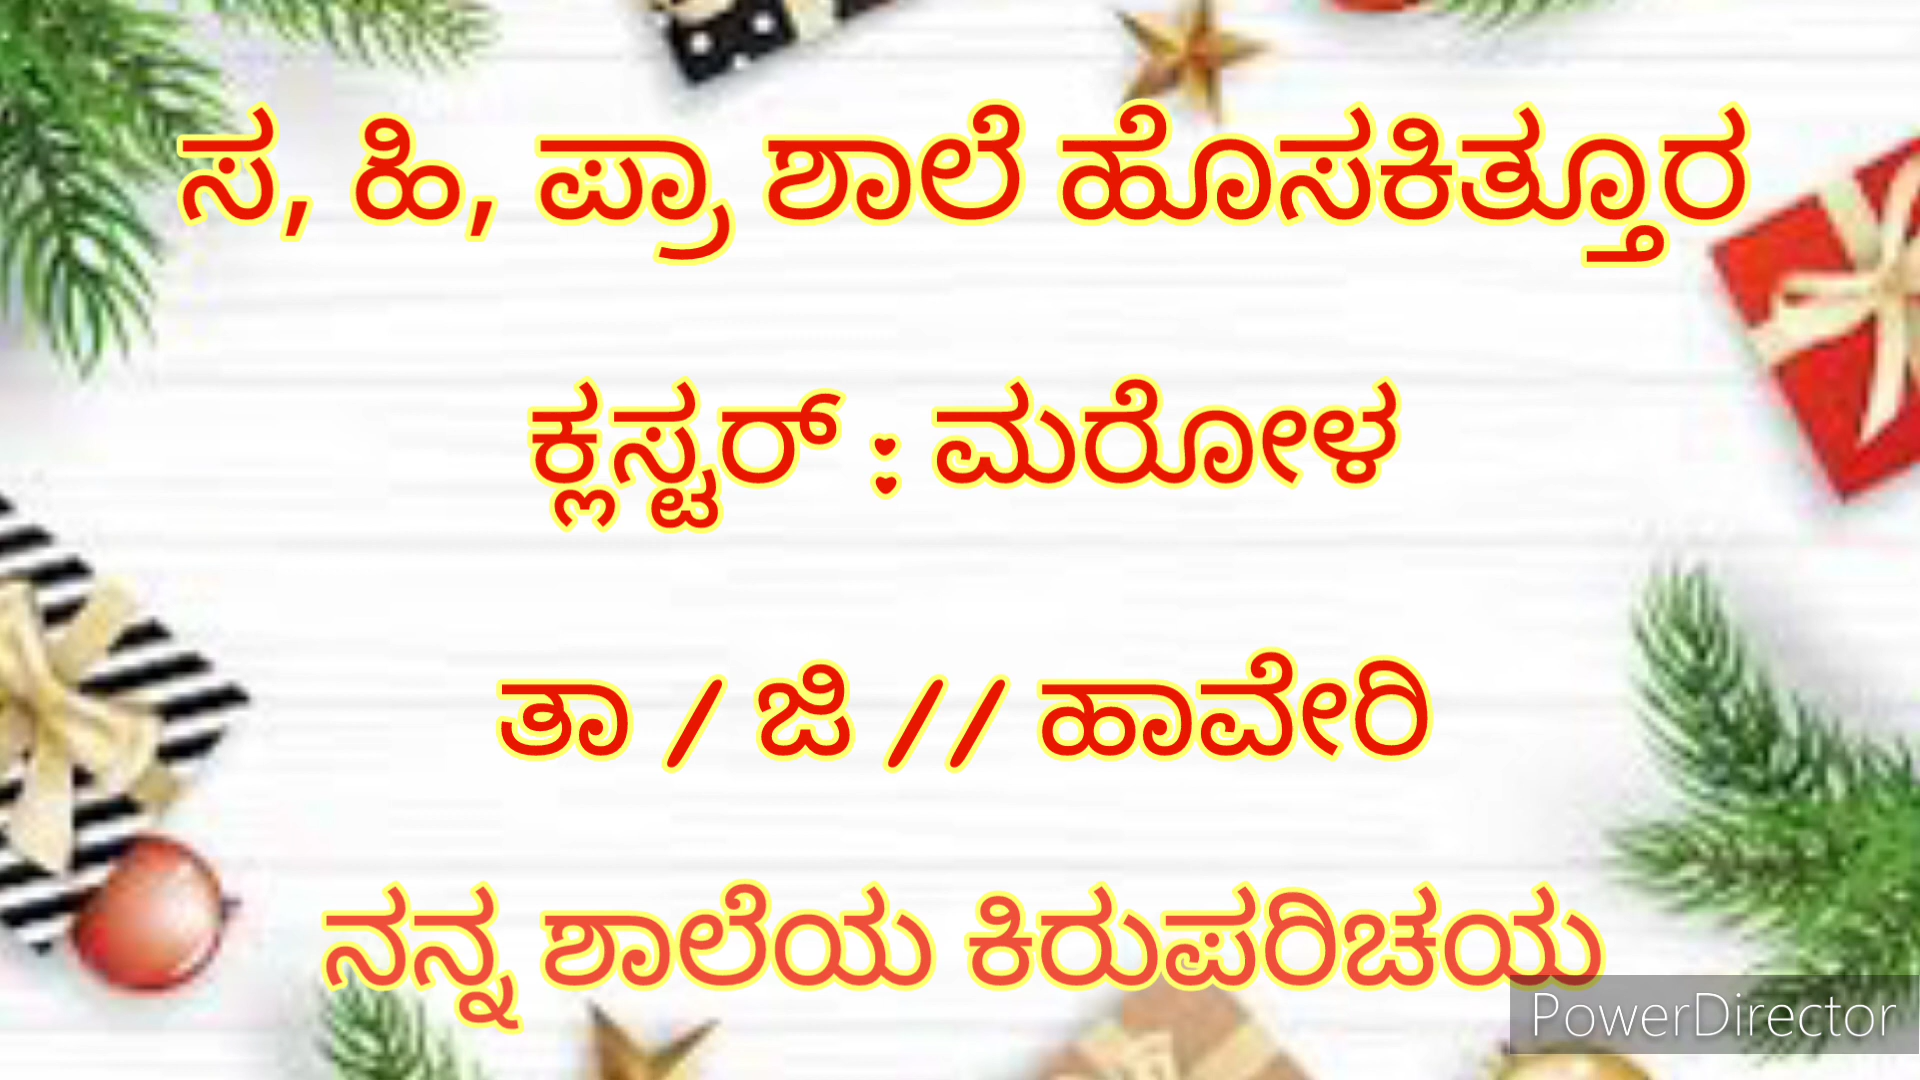 ಸ, ಹಿ, ಪ್ರಾ ಶಾಲೆ ಹೊಸಕಿತ್ತೂರ
ಕ್ಲಸ್ಟರ್ : ಮರೋಳ
ತಾ / ಜಿ // ಹಾವೇರಿ
ನನ್ನ ಶಾಲೆಯ ಕಿರುಪರಿಚಯ
PowerDirector